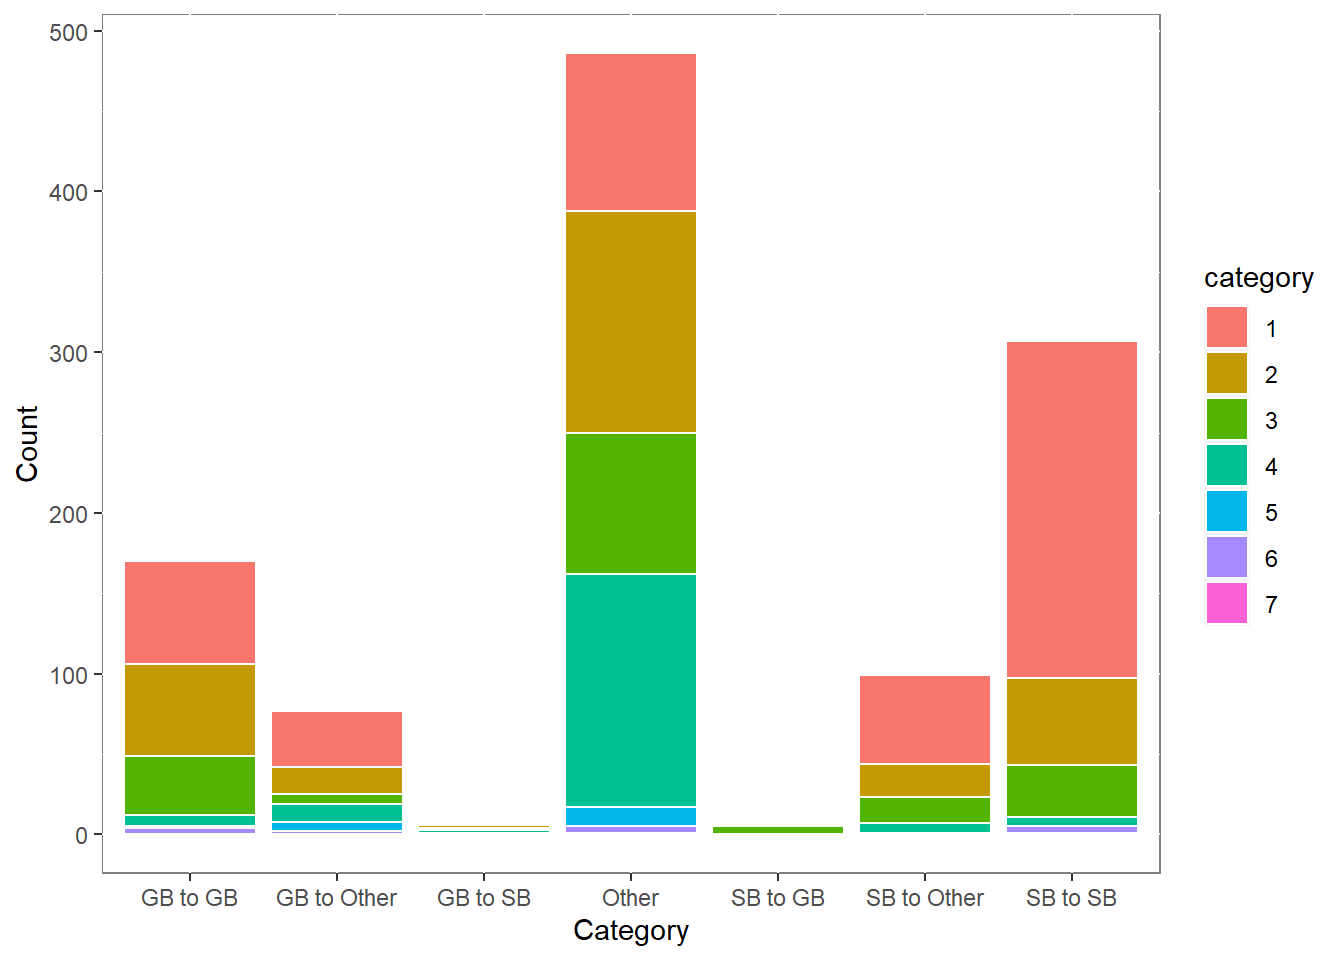 500
400
300
200
100
0
Count
GB to GB
GB to Other
GB to SB
Other
SB to GB
SB to Other
SB to SB
Category
category
1
2
3
4
5
6
7